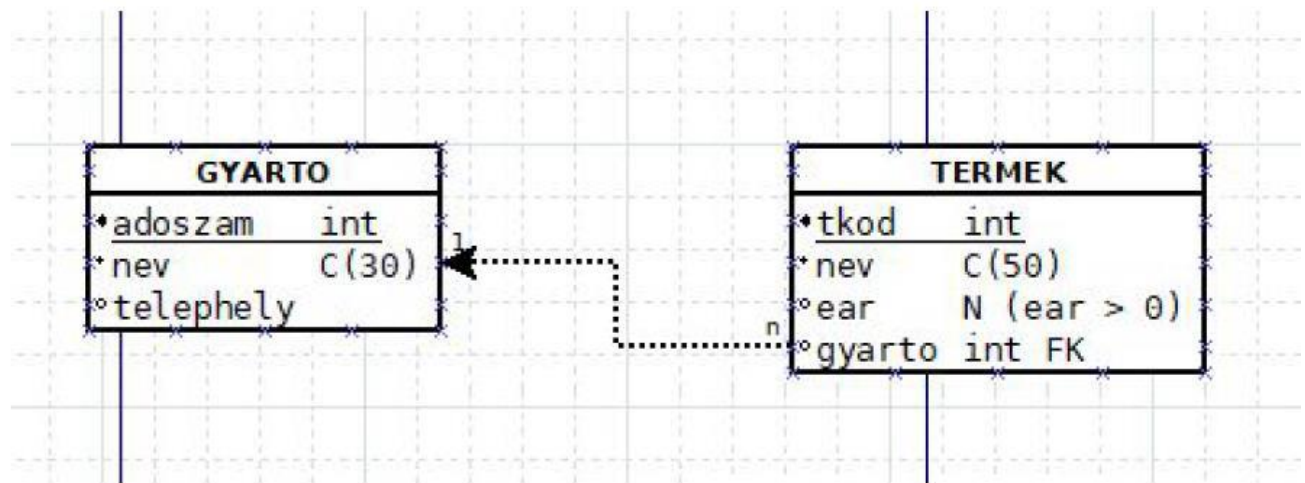 GYARTO
adoszam int
nev C(30)
telephely
1
n
TERMEK
tkod int
nev C(50)
ear N (ear > 0)
gyarto int FK